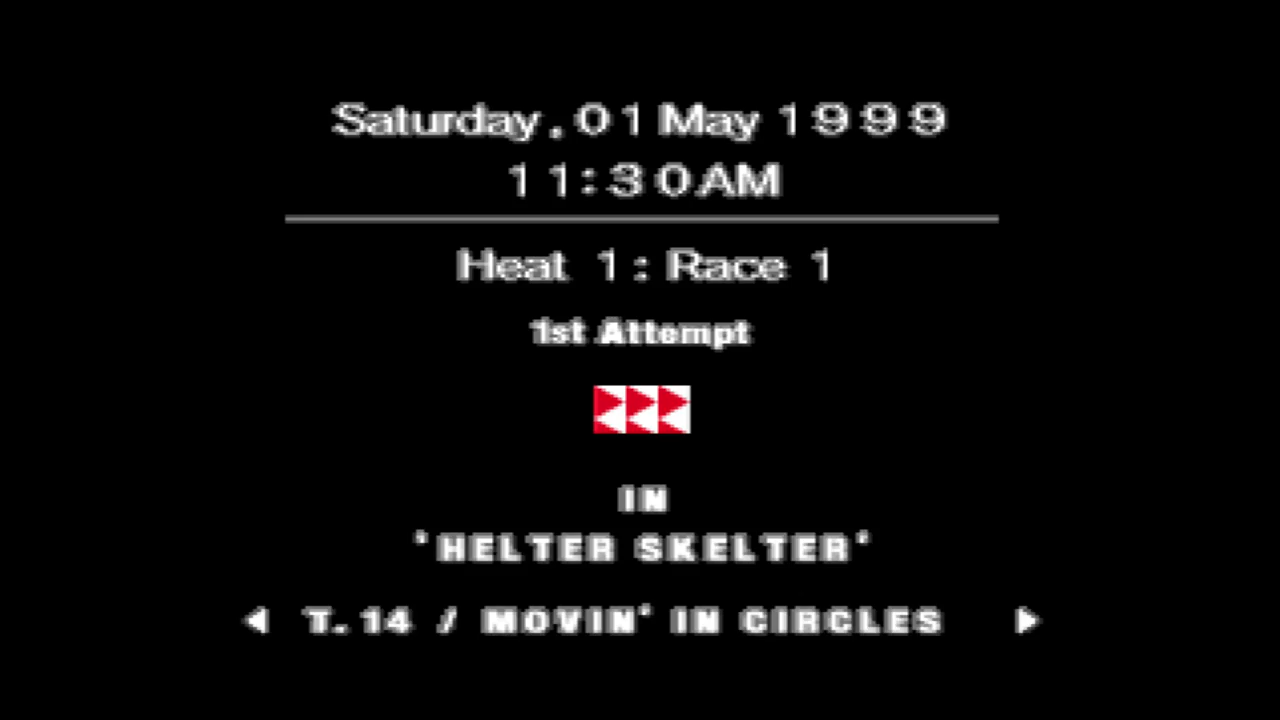 Saturday, 01 May 1999
11:30AM
Heat 1: Race 1
1st Attempt
IN
'HELTER SKELTER'
T.14 / MOVIN' IN CIRCLES